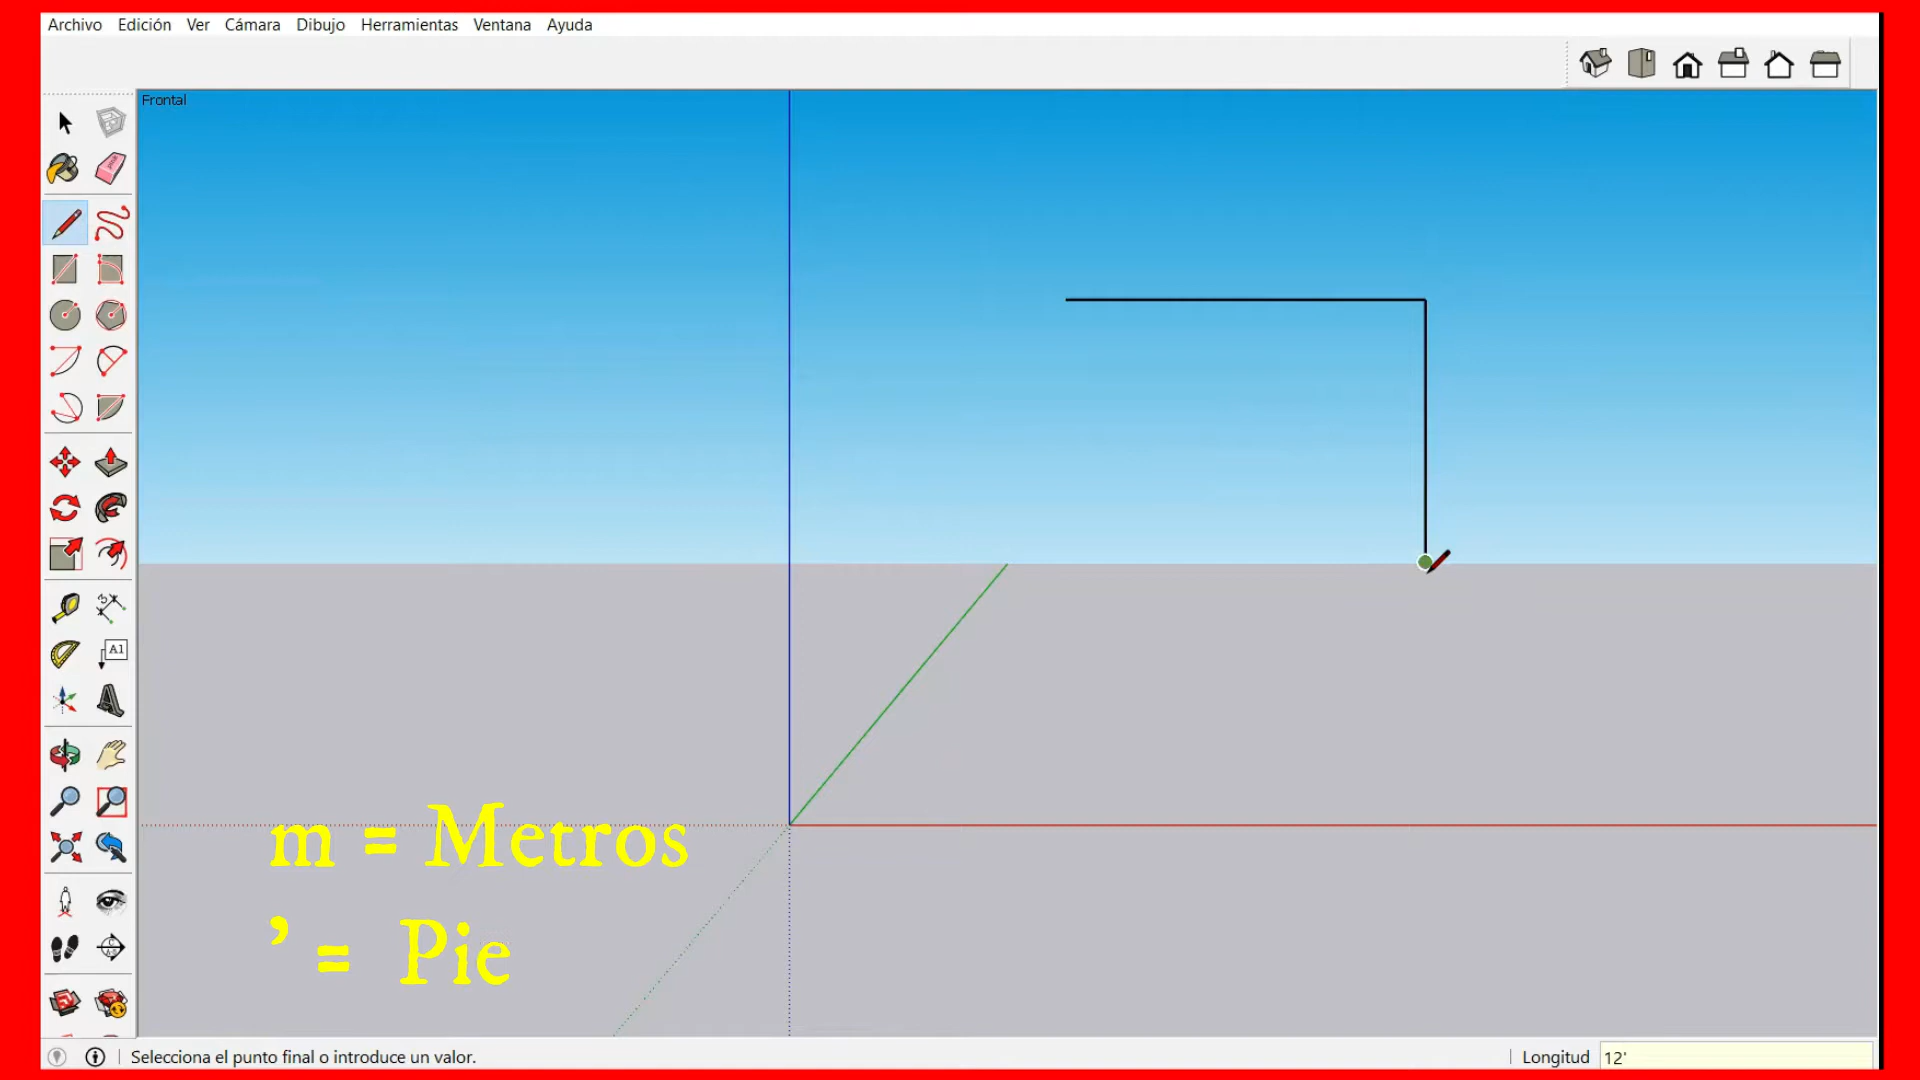 Archivo Edición Ver Cámara Dibujo Herramientas Ventana Ayuda
Frontal
A1
m = Metros
’ = Pie
Selecciona el punto final o introduce un valor.
Longitud 12'